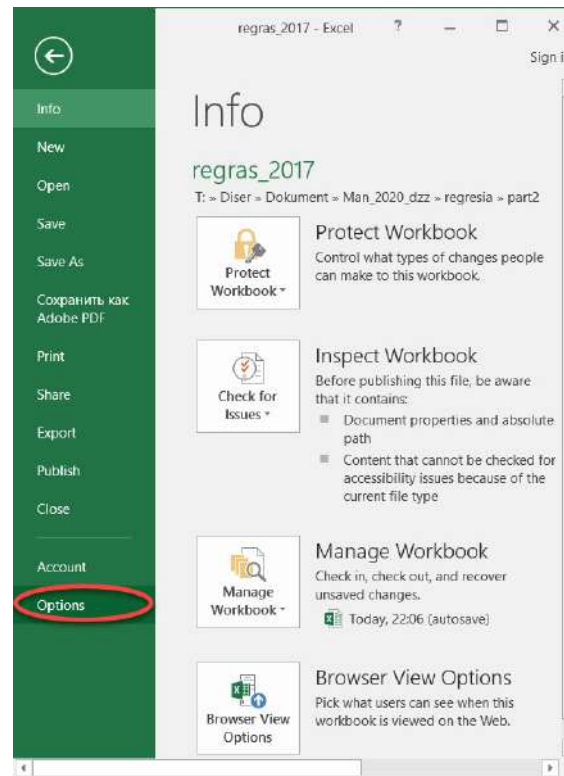 regras_2017 - Excel ?
Sign i
Info
New
Open
Save
Save As
Сохранить как
Adobe PDF
Print
Share
Export
Publish
Close
Account
Options
Info
regras_2017
T: » Diser » Dokument » Man_2020_dzz » regresia » part2
Protect
Workbook
Protect Workbook
Control what types of changes people
can make to this workbook.
Check for
Issues
Inspect Workbook
Before publishing this file, be aware
that it contains:
Document properties and absolute
path
Content that cannot be checked for
accessibility issues because of the
current file type
Manage
Workbook
Manage Workbook
Check in, check out, and recover
unsaved changes.
Today, 22:06 (autosave)
Browser View
Options
Browser View Options
Pick what users can see when this
workbook is viewed on the Web.